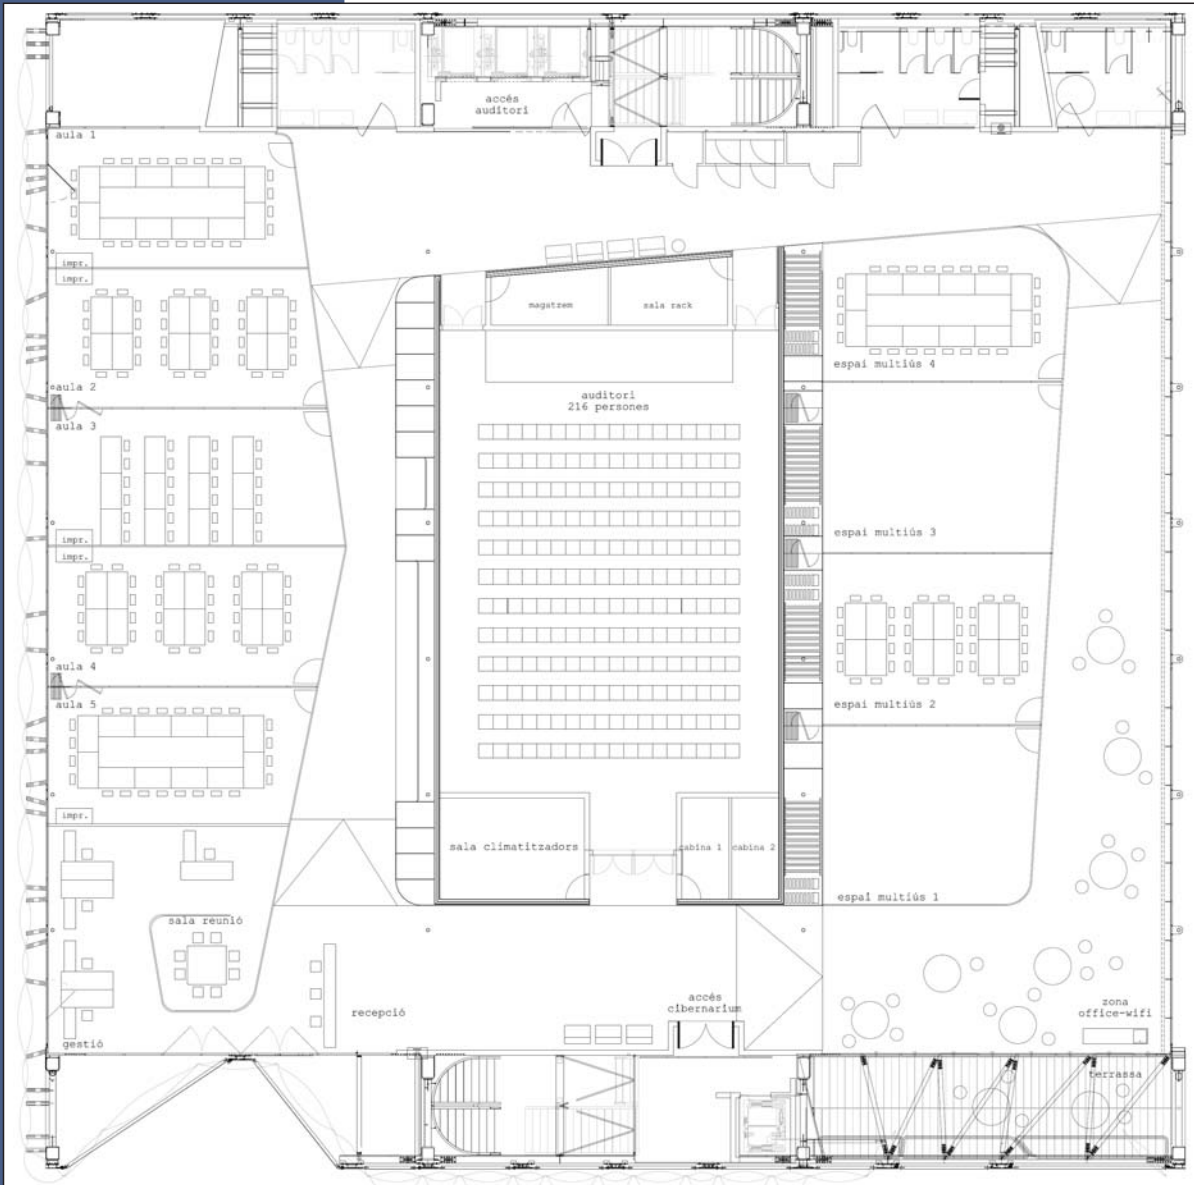 accés
auditori
aula 1
impr.
impr.
magatzem
sala rack
espai multiús 4
aula 2
auditori
216 persones
aula 3
impr.
espai multiús 3
impr.
aula 4
aula 5
espai multiús 2
impr.
sala climatitzadors
cabina 1
cabina 2
espai multiús 1
sala reunió
recepció
accés
cibernarium
zona
office-wifi
gestió
terrassa